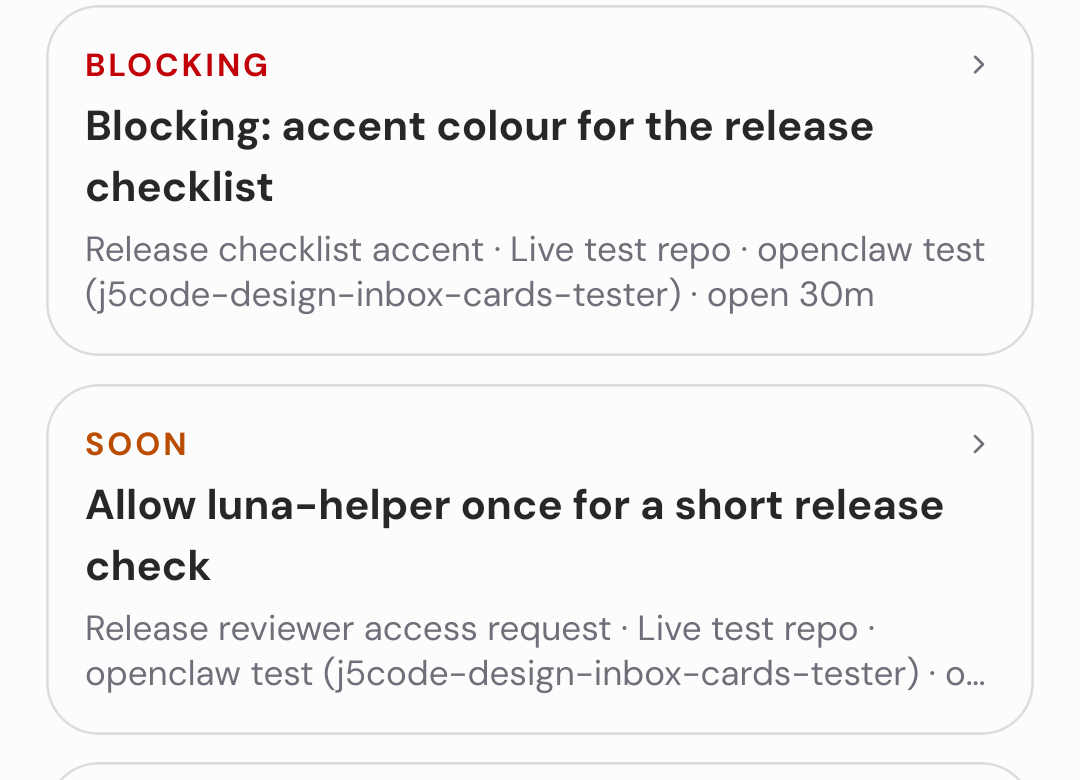 BLOCKING
Blocking: accent colour for the release
checklist
Release checklist accent · Live test repo · openclaw test
(j5code-design-inbox-cards-tester) · open 30m
SOON
Allow luna-helper once for a short release
check
Release reviewer access request · Live test repo ·
openclaw test (j5code-design-inbox-cards-tester) · o…